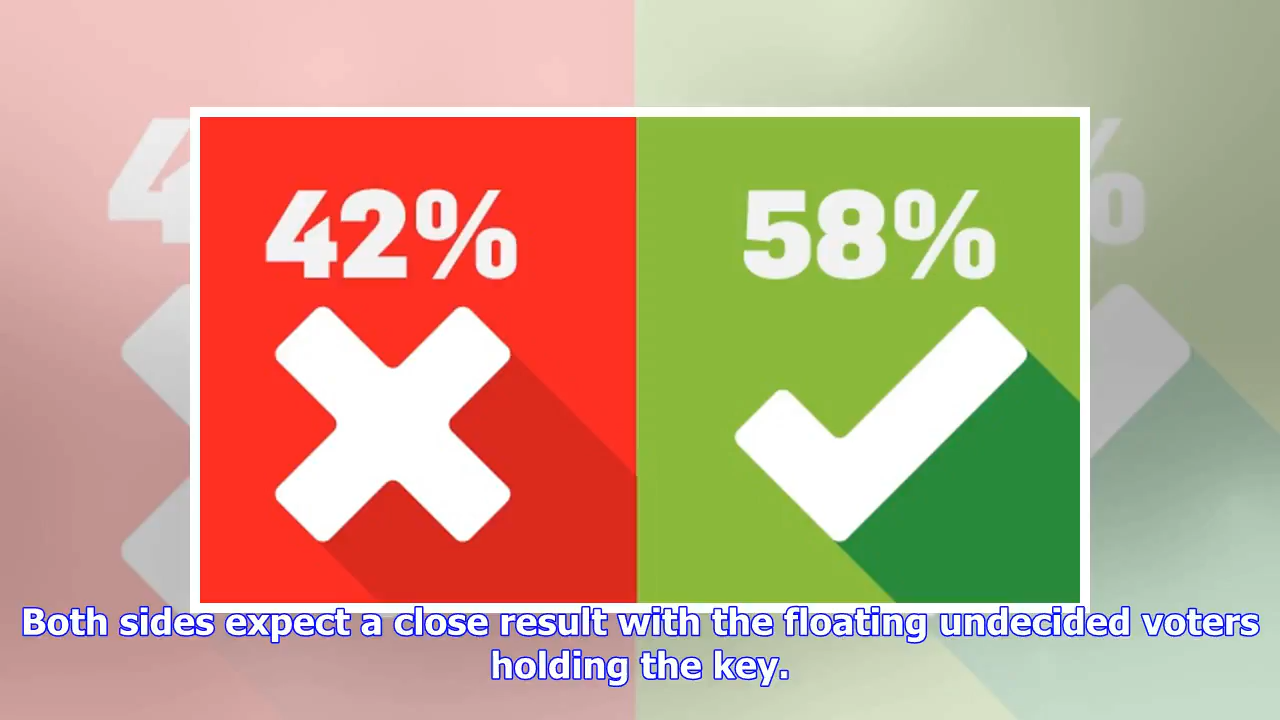 42% 58%
Both sides expect a close result with the floating undecided voters
holding the key.